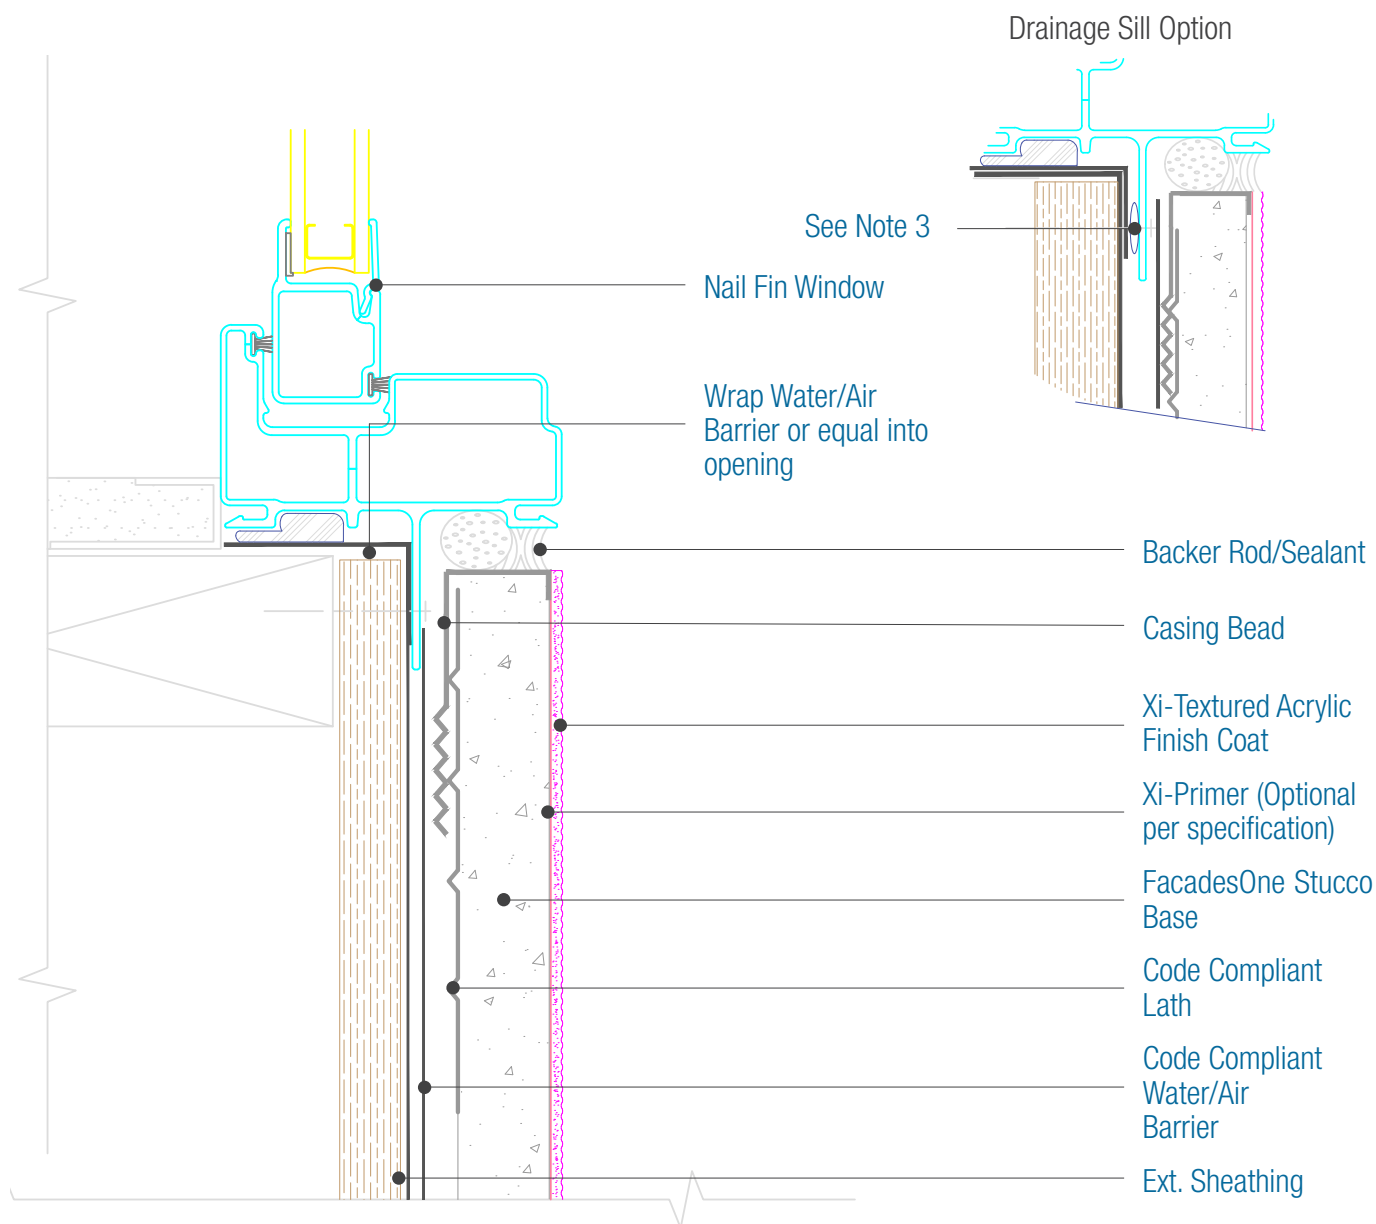 Drainage Sill Option
See Note 3
Nail Fin Window
Wrap Water/Air
Barrier or equal into
opening
Backer Rod/Sealant
Casing Bead
Xi-Textured Acrylic
Finish Coat
Xi-Primer (Optional
per specification)
FacadesOne Stucco
Base
Code Compliant
Lath
Code Compliant
Water/Air
Barrier
Ext. Sheathing